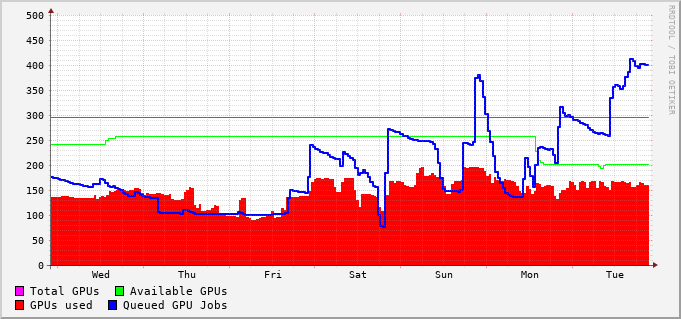 500
450
400
350
300
250
200
150
100
50
0
Wed Thu Fri Sat Sun Mon Tue
Total GPUs Available GPUs
GPUs used Queued GPU Jobs
RRDTOOL / TOBI OETIKER